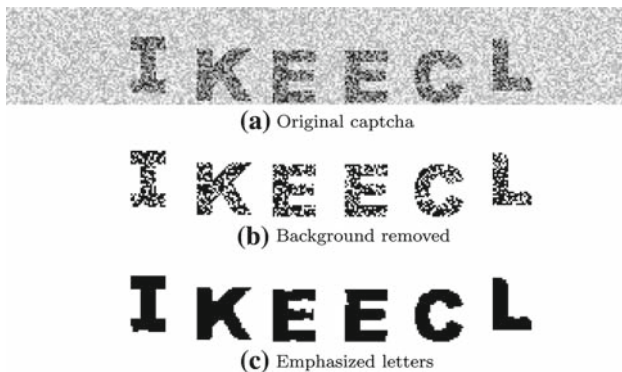 IKEECL
(a) Original captcha
IKEECL
(b) Background removed
IKEECL
(c) Emphasized letters